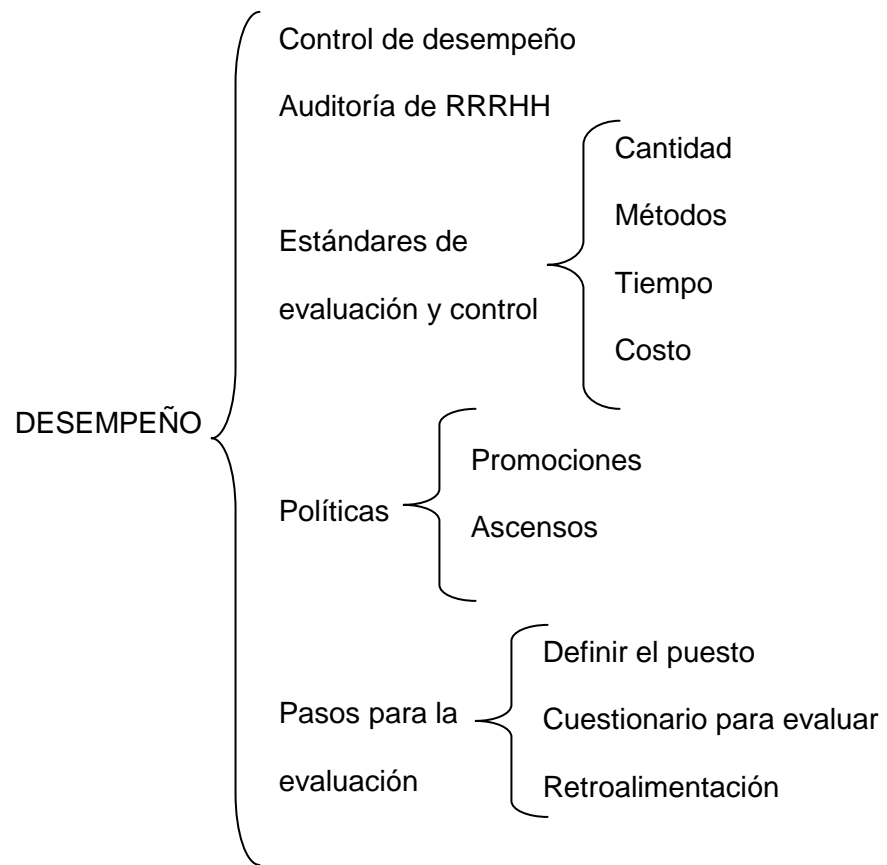 Control de desempeño
Auditoría de RRRHH
Cantidad
Métodos
Estándares de
Tiempo
evaluación y control
Costo
DESEMPEÑO
Promociones
Políticas
Ascensos
Definir el puesto
Pasos para la
Cuestionario para evaluar
evaluación
Retroalimentación